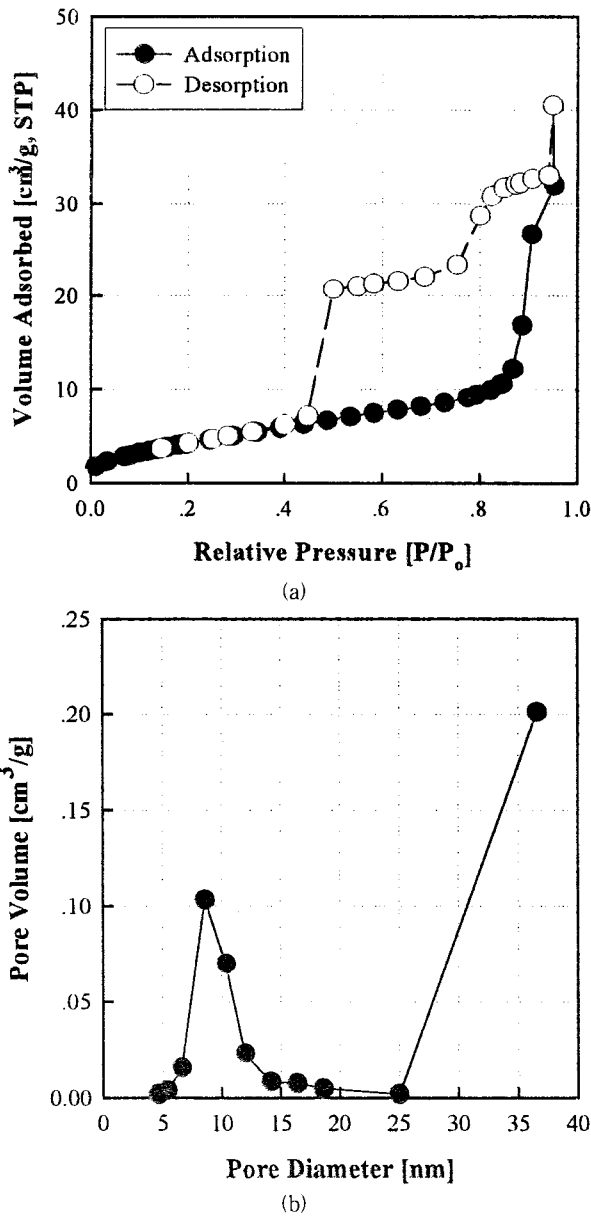 50
40
30
20
10
0
Volume Adsorbed [cm³/g, STP]
Adsorption
Desorption
0.0 .2 .4 .6 .8 1.0
Relative Pressure [P/Pₒ]
(a)
.25
.20
.15
.10
.05
0.00
Pore Volume [cm³/g]
0 5 10 15 20 25 30 35 40
Pore Diameter [nm]
(b)